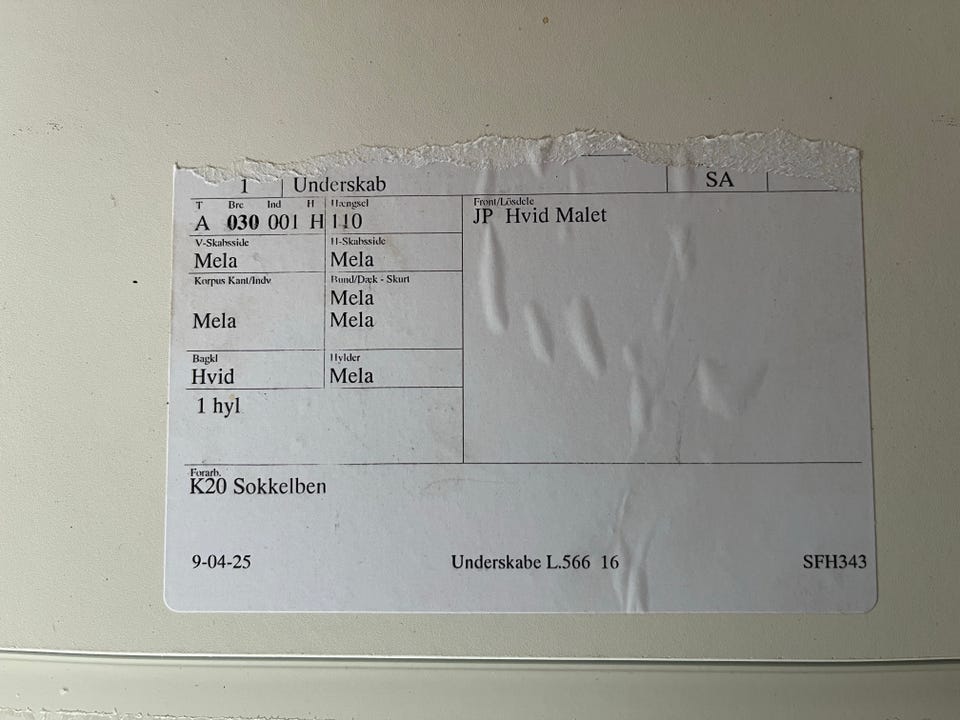 1 Underskab SA
T Bre Ind H Hængsel Front/Lösdele
A 030 001 H 110 JP Hvid Malet
V-Skabsside H-Skabsside
Mela Mela
Korpus Kant/Indv Bund/Dæk - Skurt
Mela
Mela Mela
Bagkl Hylder
Hvid Mela
1 hyl
Forarb.
K20 Sokkelben
9-04-25 Underskabe L.566 16 SFH343